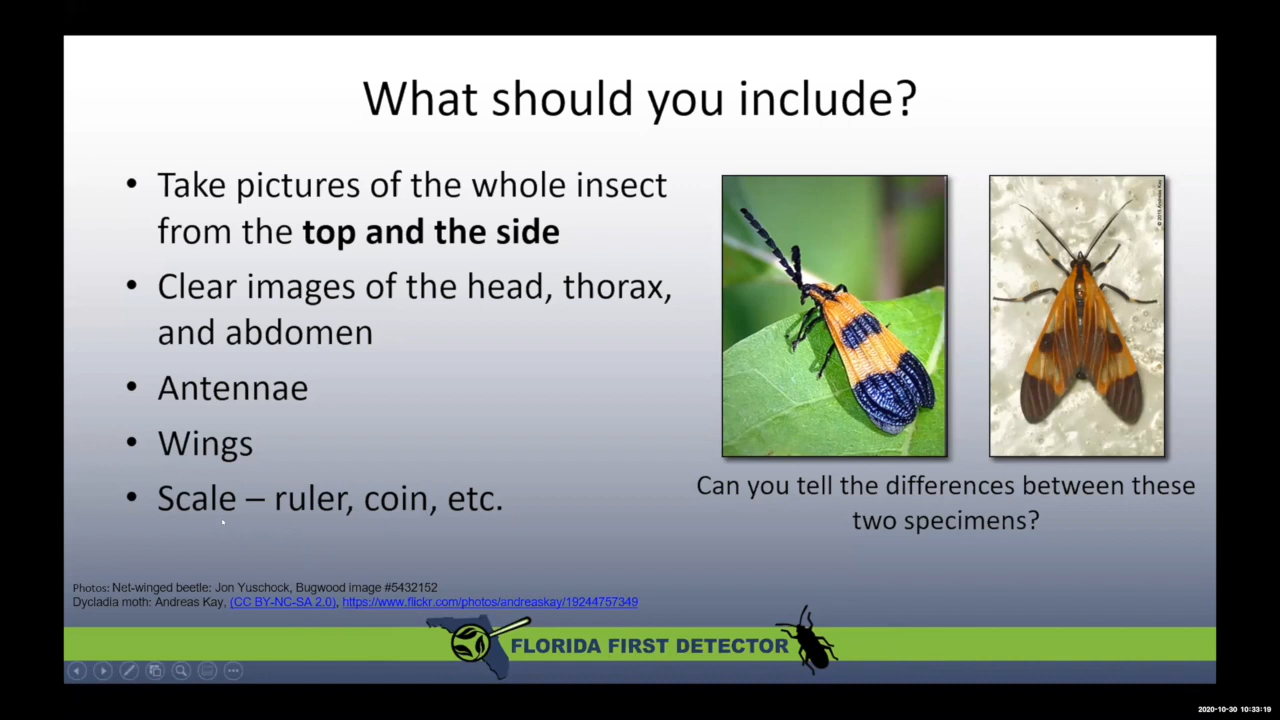 What should you include?
• Take pictures of the whole insect
from the top and the side
• Clear images of the head, thorax,
and abdomen
• Antennae
• Wings
• Scale – ruler, coin, etc.
© 2015 Andreas Kay
Can you tell the differences between these
two specimens?
Photos: Net-winged beetle: Jon Yuschock, Bugwood image #5432152
Dycladia moth: Andreas Kay, (CC BY-NC-SA 2.0), https://www.flickr.com/photos/andreaskay/19244757349
FLORIDA FIRST DETECTOR
2020-10-30 10:33:19